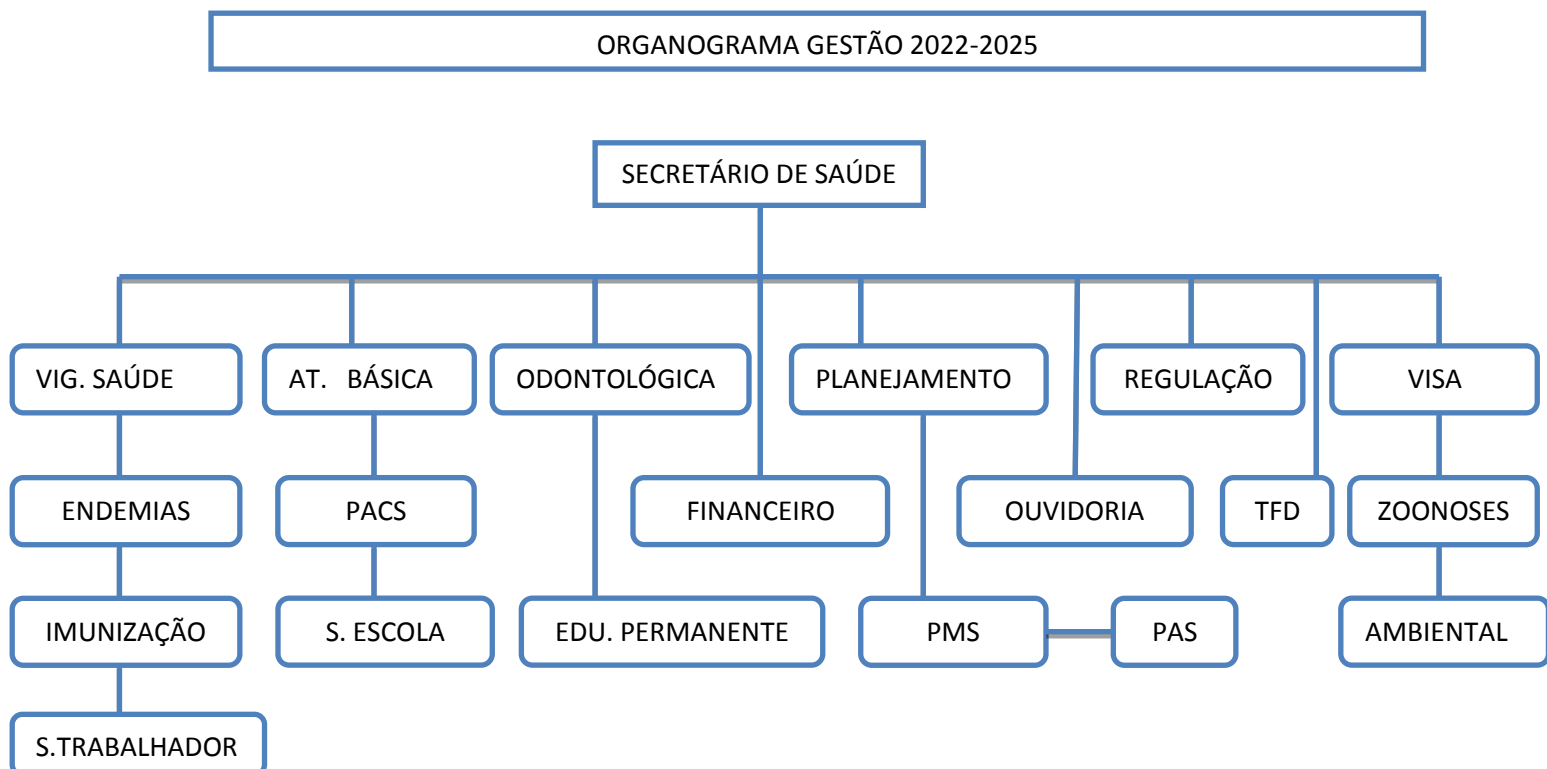 ORGANOGRAMA GESTÃO 2022-2025
SECRETÁRIO DE SAÚDE
VIG. SAÚDE
AT. BÁSICA
ODONTOLÓGICA
PLANEJAMENTO
REGULAÇÃO
VISA
ENDEMIAS
PACS
FINANCEIRO
OUVIDORIA
TFD
ZOONOSES
IMUNIZAÇÃO
S. ESCOLA
EDU. PERMANENTE
PMS
PAS
AMBIENTAL
S.TRABALHADOR